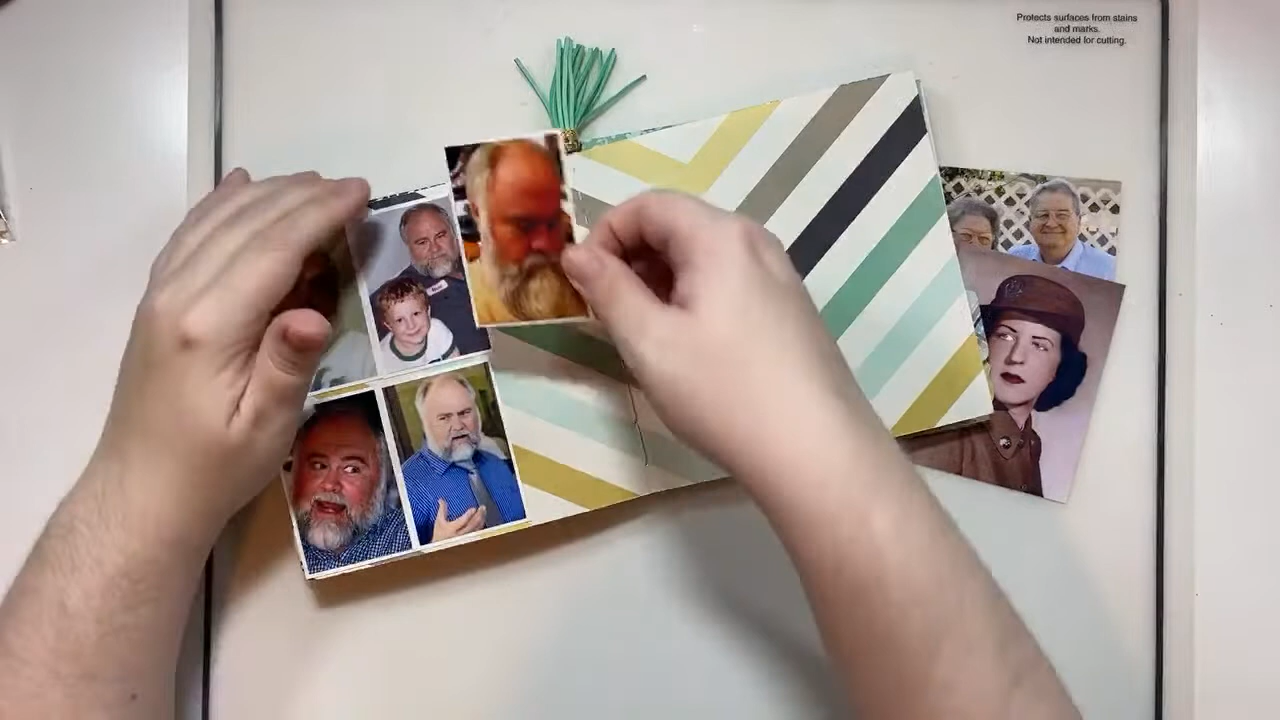 Protects surfaces from stains
and marks.
Not intended for cutting.